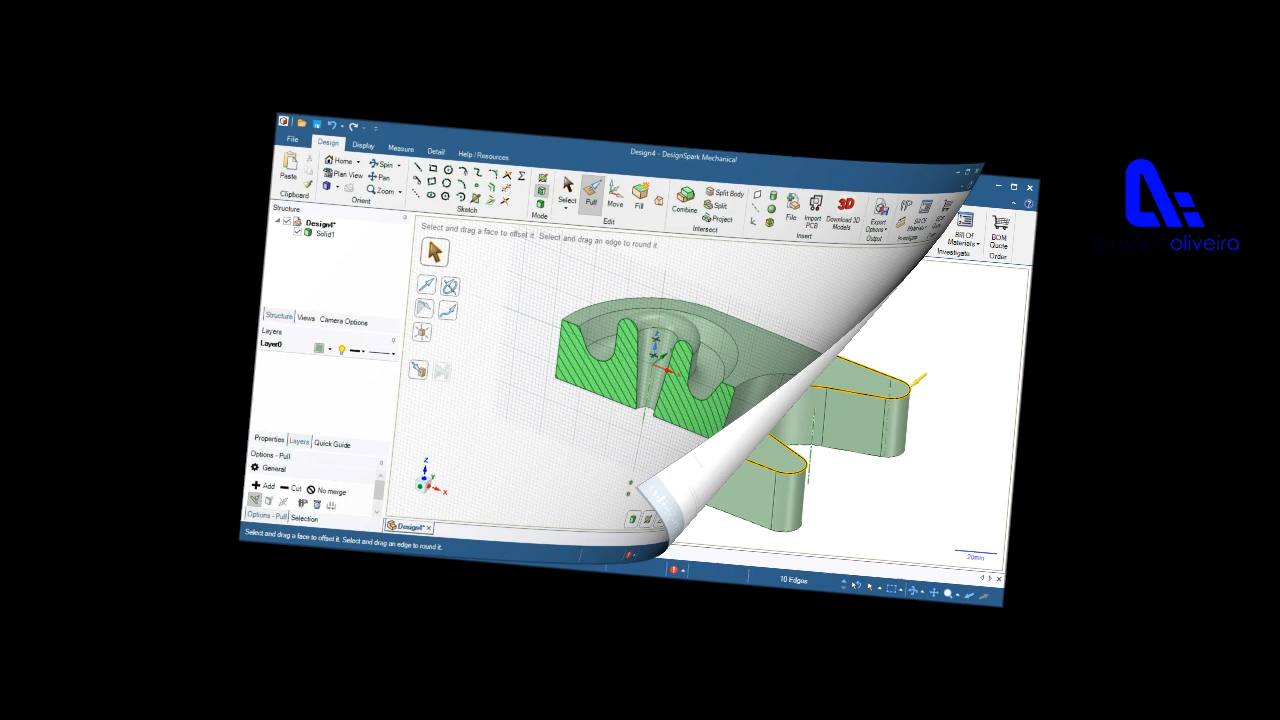 Design4 - DesignSpark Mechanical
File Design Display Measure Detail Help / Resources
Paste
Clipboard
Home Spin
Plan View Pan
Zoom
Orient
Sketch
Mode
Select Pull Move Fill
Edit
Combine Split Body
Split
Project
Intersect
File Import PCB Download 3D Models
3D
Insert
Export Options
Output
Bill Of Materials
Investigate
BOM Quote
Order
Structure
Design4*
Solid1
Structure Views Camera Options
Layers
Layer0
Properties Layers Quick Guide
Options - Pull
General
Add Cut No merge
Options - Pull Selection
Select and drag a face to offset it. Select and drag an edge to round it.
Z
Y
X
Design4*
20mm
Select and drag a face to offset it. Select and drag an edge to round it.
10 Edges
oliveira